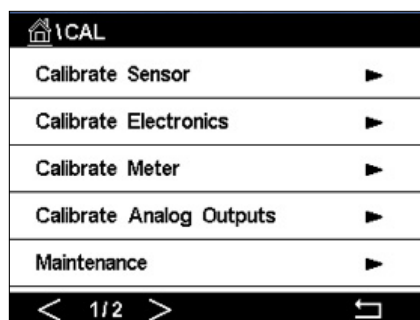 \CAL
Calibrate Sensor
Calibrate Electronics
Calibrate Meter
Calibrate Analog Outputs
Maintenance
< 1/2 >